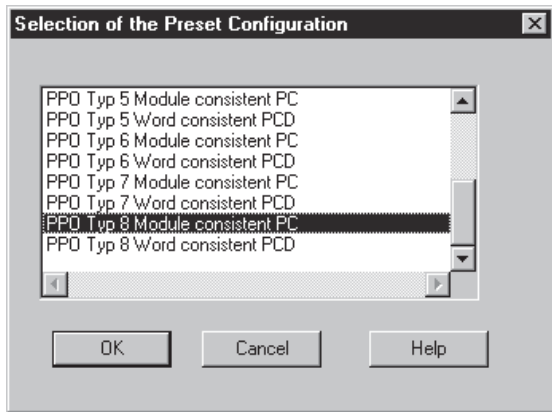 Selection of the Preset Configuration
PPO Typ 5 Module consistent PC
PPO Typ 5 Word consistent PCD
PPO Typ 6 Module consistent PC
PPO Typ 6 Word consistent PCD
PPO Typ 7 Module consistent PC
PPO Typ 7 Word consistent PCD
PPO Typ 8 Module consistent PC
PPO Typ 8 Word consistent PCD
OK Cancel Help